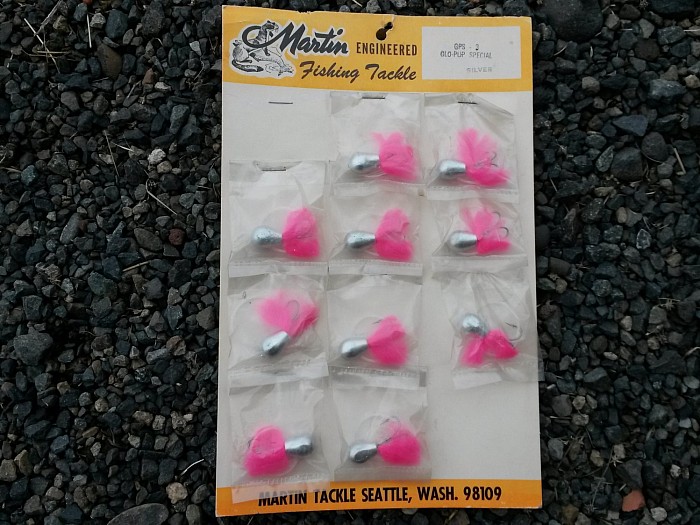 Martin ENGINEERED
Fishing Tackle
GPS - 3
GLO-PUP SPECIAL
SILVER
MARTIN TACKLE SEATTLE, WASH. 98109